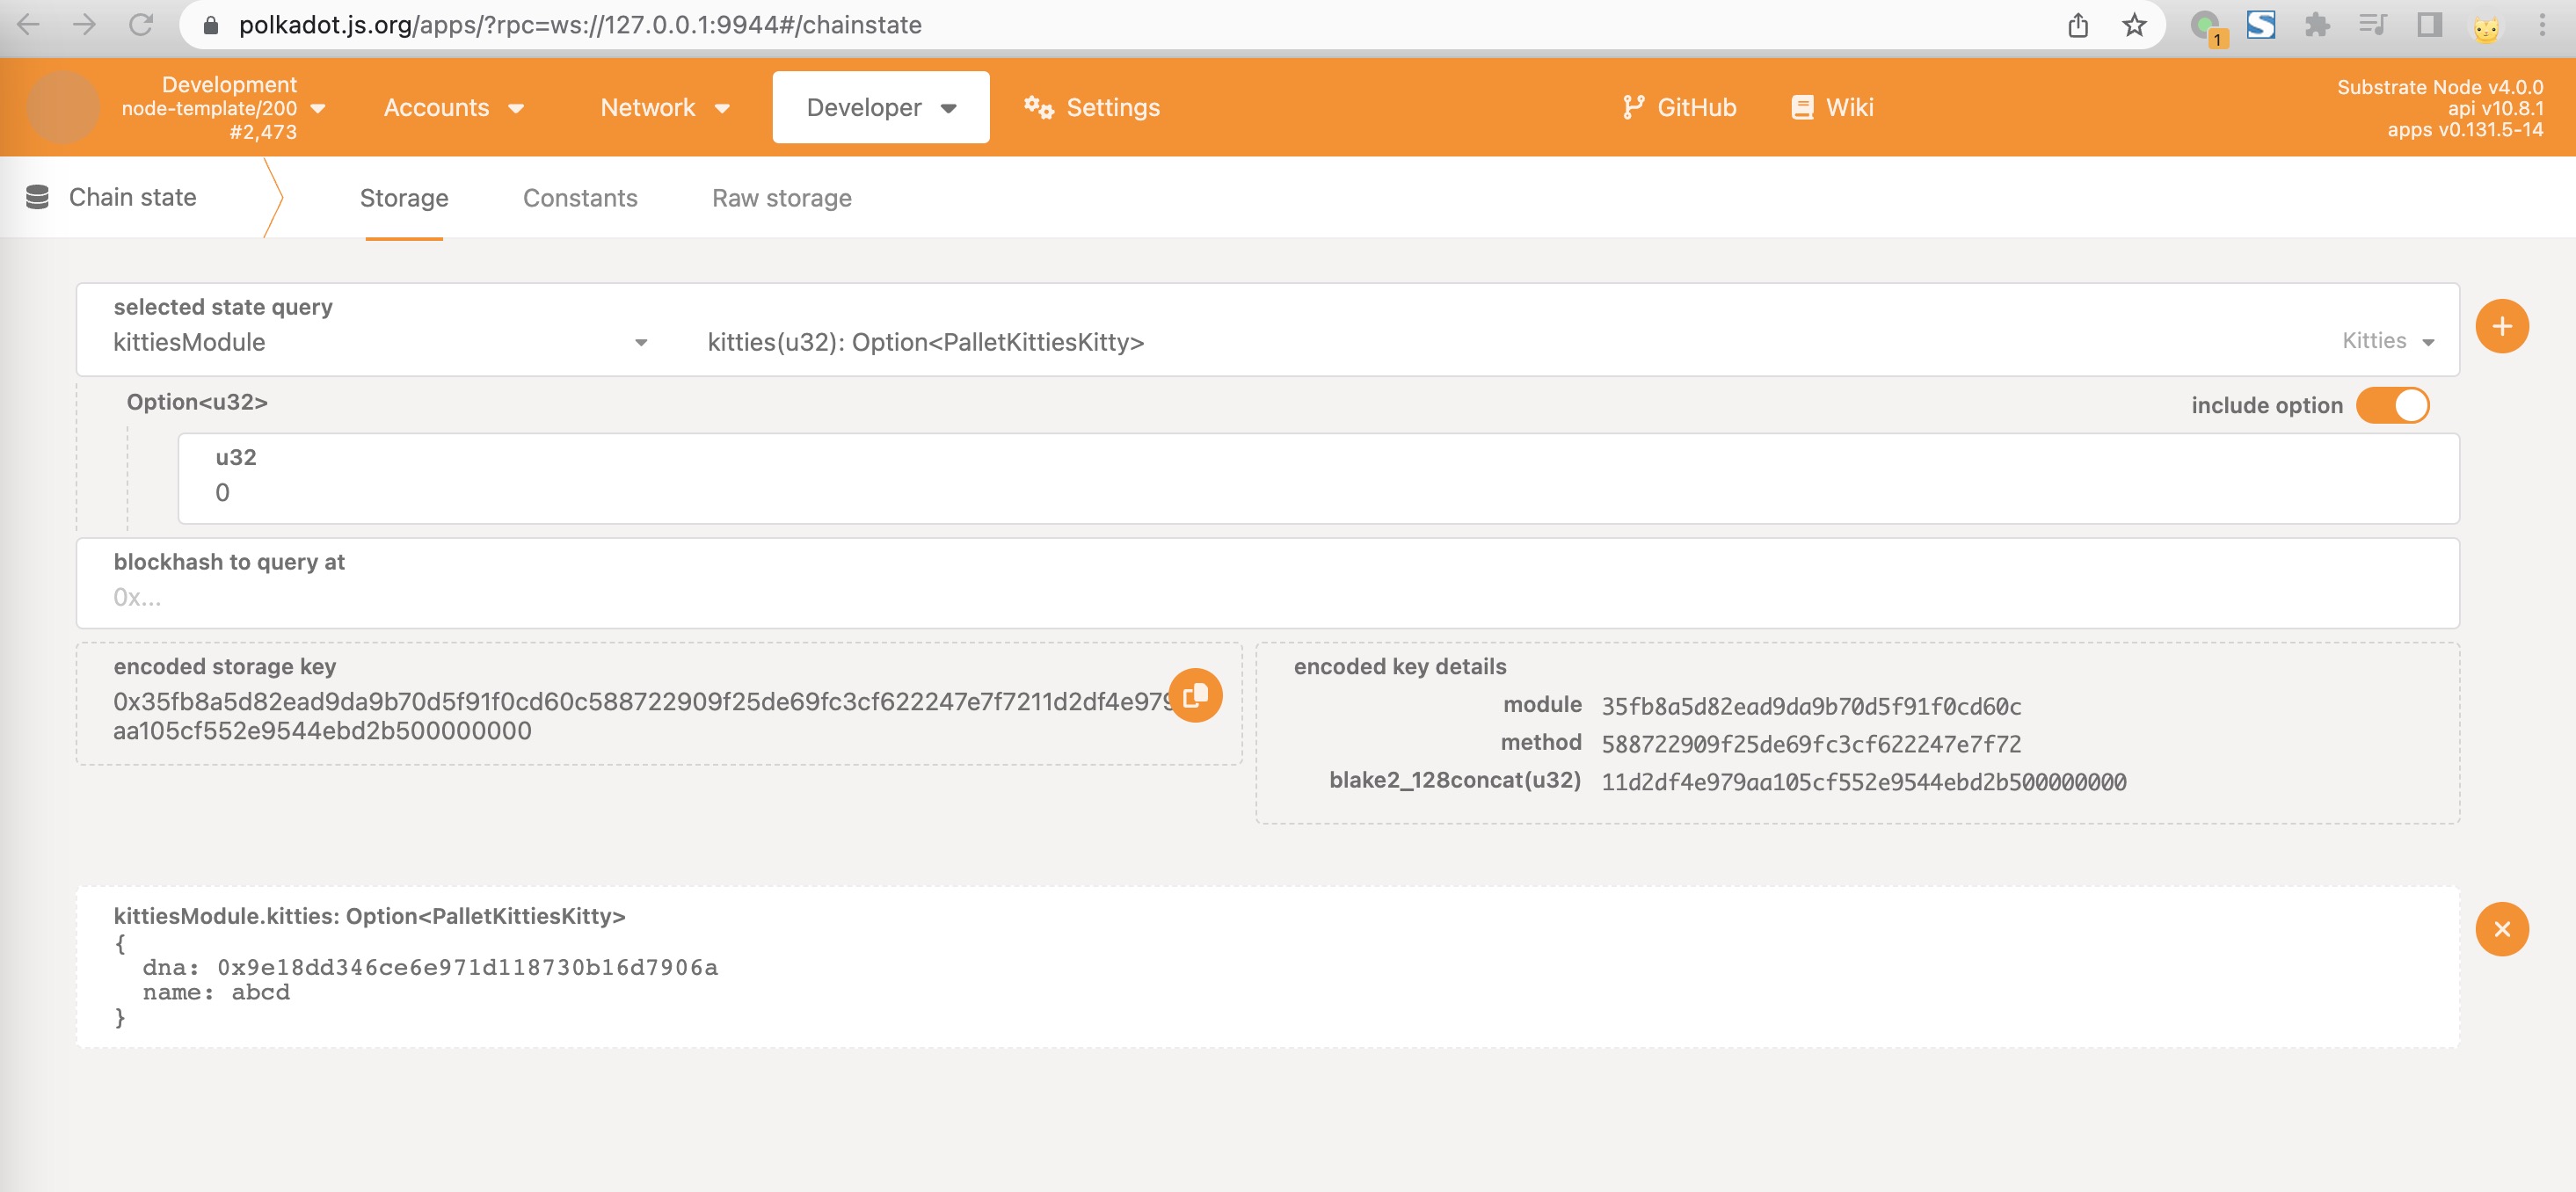 polkadot.js.org/apps/?rpc=ws://127.0.0.1:9944#/chainstate
1
Development
node-template/200
#2,473
Accounts
Network
Developer
Settings
GitHub
Wiki
Substrate Node v4.0.0
api v10.8.1
apps v0.131.5-14
Chain state
Storage
Constants
Raw storage
selected state query
kittiesModule
kitties(u32): Option<PalletKittiesKitty>
Kitties
Option<u32>
include option
u32
0
blockhash to query at
0x...
encoded storage key
0x35fb8a5d82ead9da9b70d5f91f0cd60c588722909f25de69fc3cf622247e7f7211d2df4e979
aa105cf552e9544ebd2b500000000
encoded key details
module 35fb8a5d82ead9da9b70d5f91f0cd60c
method 588722909f25de69fc3cf622247e7f72
blake2_128concat(u32) 11d2df4e979aa105cf552e9544ebd2b500000000
kittiesModule.kitties: Option<PalletKittiesKitty>
{
dna: 0x9e18dd346ce6e971d118730b16d7906a
name: abcd
}